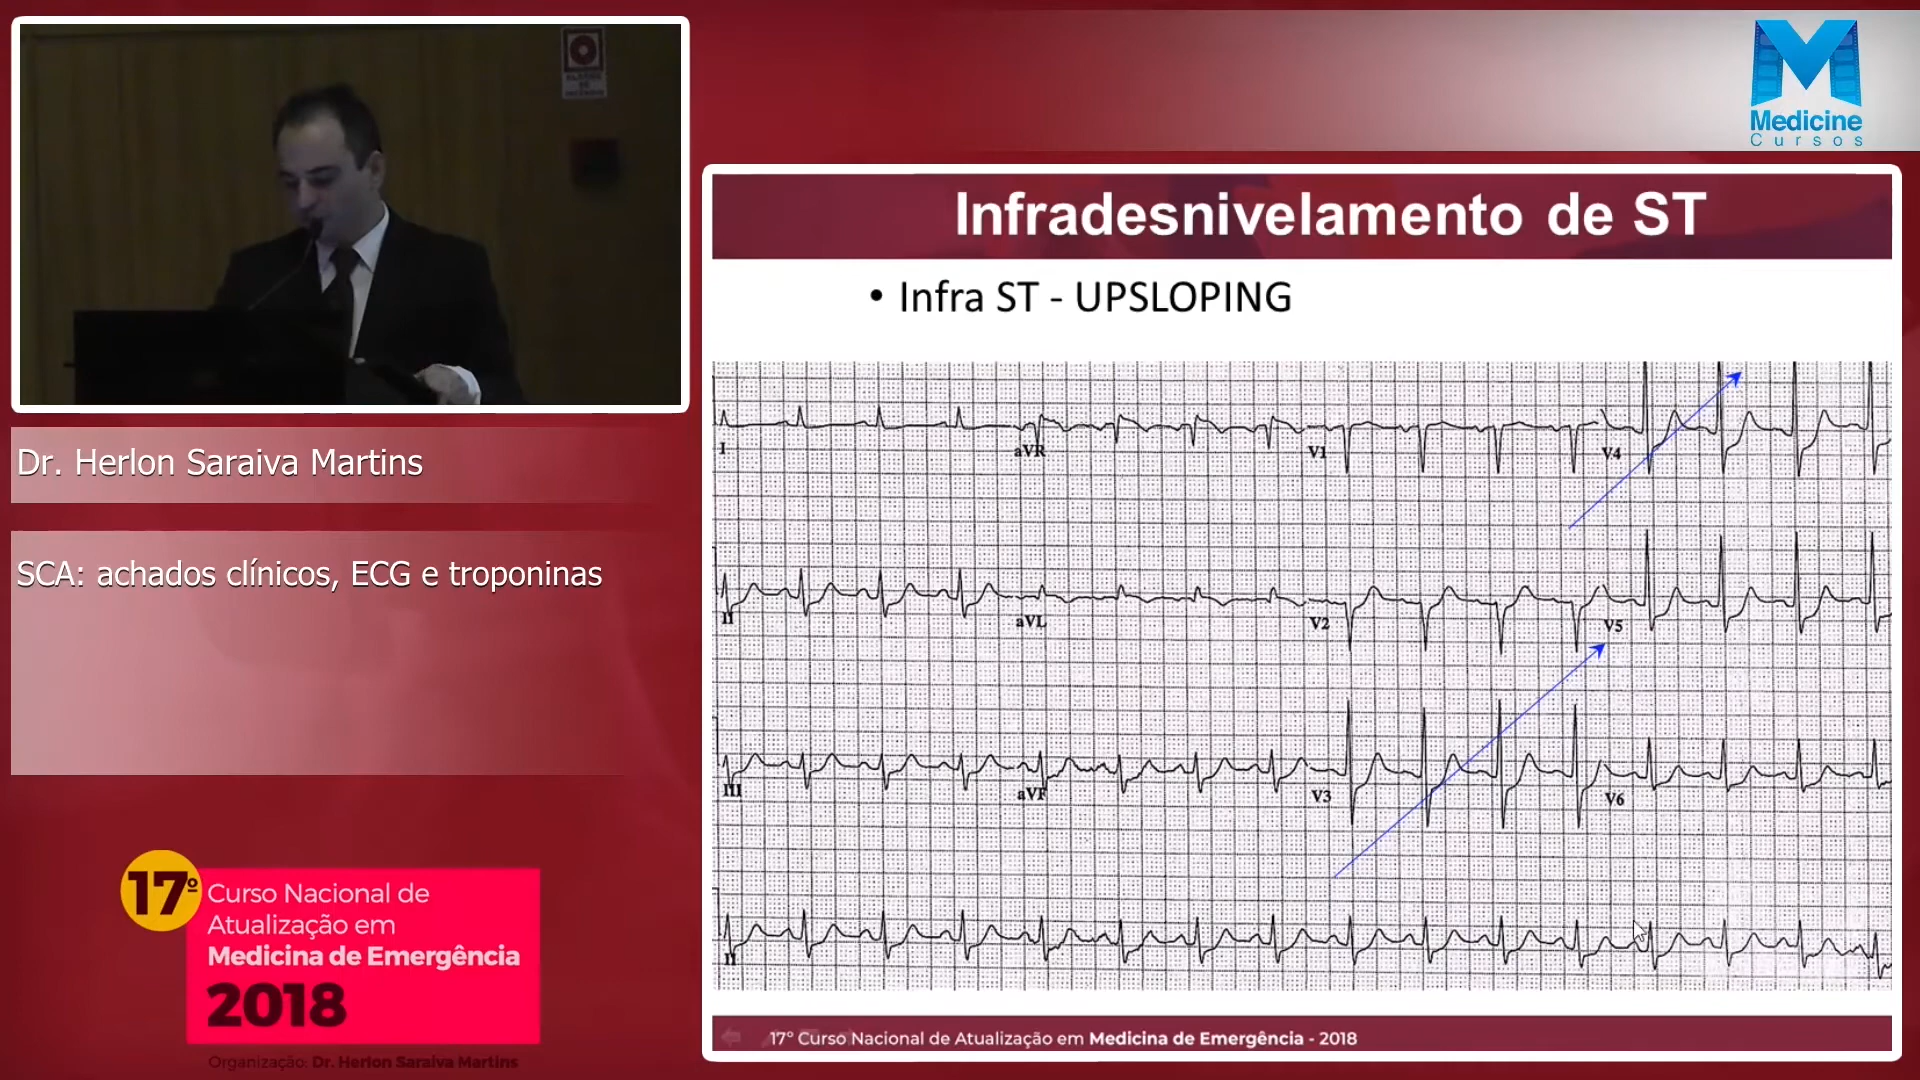 Medicine
Cursos
Infradesnivelamento de ST
• Infra ST - UPSLOPING
I
aVR
V1
V4
II
aVL
V2
V5
III
aVF
V3
V6
II
17º Curso Nacional de Atualização em Medicina de Emergência - 2018
Dr. Herlon Saraiva Martins
SCA: achados clínicos, ECG e troponinas
17º
Curso Nacional de
Atualização em
Medicina de Emergência
2018
Organização: Dr. Herlon Saraiva Martins